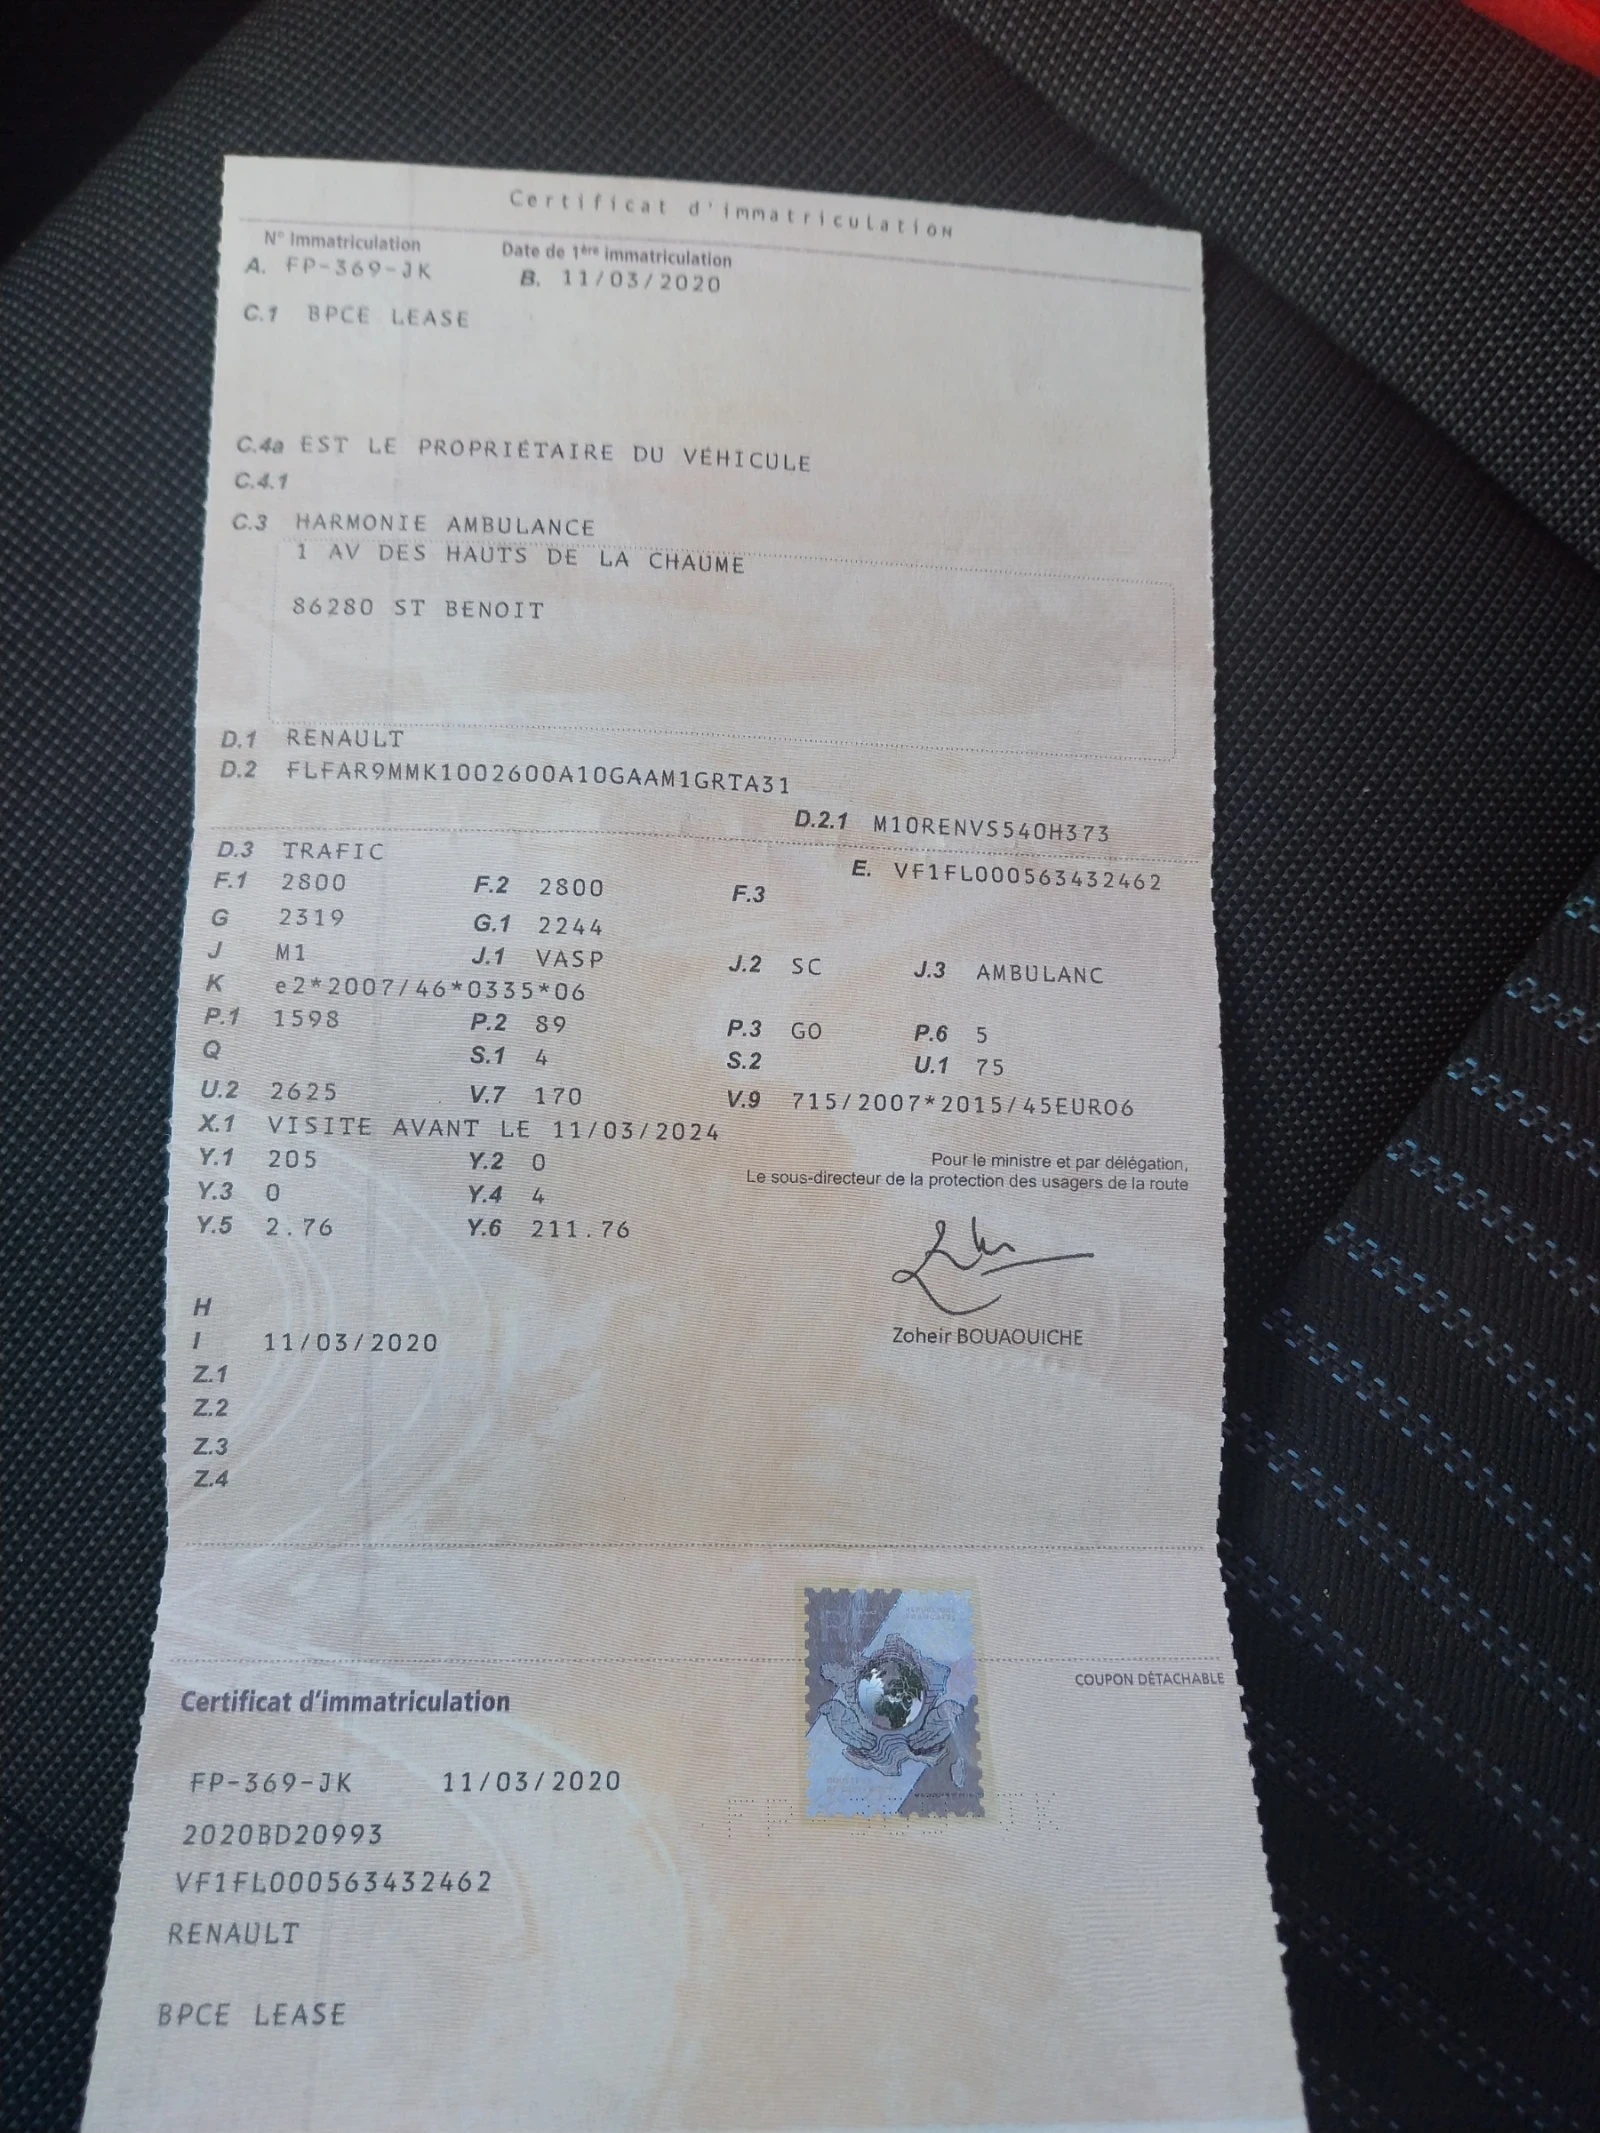 Certificat d'immatriculation
N° Immatriculation Date de 1ère immatriculation
A. FP-369-JK B. 11/03/2020
C.1 BPCE LEASE
C.4a EST LE PROPRIÉTAIRE DU VÉHICULE
C.4.1
C.3 HARMONIE AMBULANCE
1 AV DES HAUTS DE LA CHAUME
86280 ST BENOIT
D.1 RENAULT
D.2 FLFAR9MMK1002600A10GAAM1GRTA31
D.2.1 M10RENVS540H373
D.3 TRAFIC E. VF1FL000563432462
F.1 2800 F.2 2800 F.3
G 2319 G.1 2244
J M1 J.1 VASP J.2 SC J.3 AMBULANC
K e2*2007/46*0335*06
P.1 1598 P.2 89 P.3 GO P.6 5
Q S.1 4 S.2 U.1 75
U.2 2625 V.7 170 V.9 715/2007*2015/45EURO6
X.1 VISITE AVANT LE 11/03/2024
Y.1 205 Y.2 0
Pour le ministre et par délégation,
Le sous-directeur de la protection des usagers de la route
Y.3 0 Y.4 4
Y.5 2.76 Y.6 211.76
H
Zoheir BOUAOUICHE
I 11/03/2020
Z.1
Z.2
Z.3
Z.4
COUPON DÉTACHABLE
Certificat d'immatriculation
FP-369-JK 11/03/2020
2020BD20993
VF1FL000563432462
RENAULT
BPCE LEASE